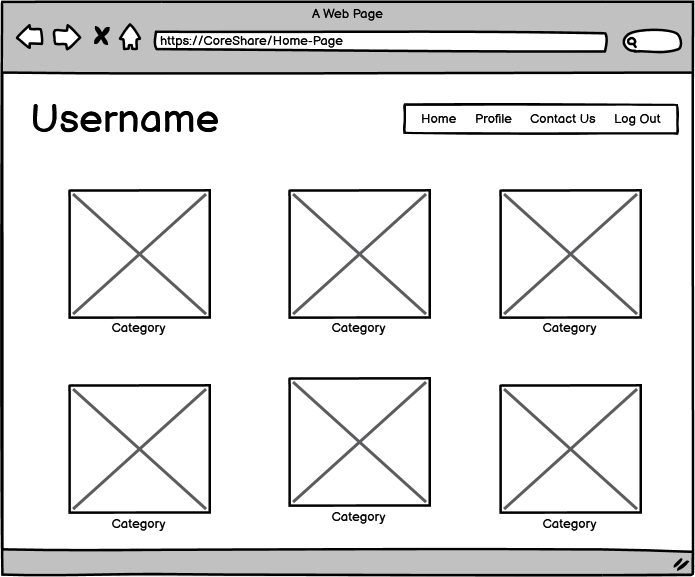 A Web Page
https://CoreShare/Home-Page
Username
Home Profile Contact Us Log Out
Category Category Category
Category Category Category